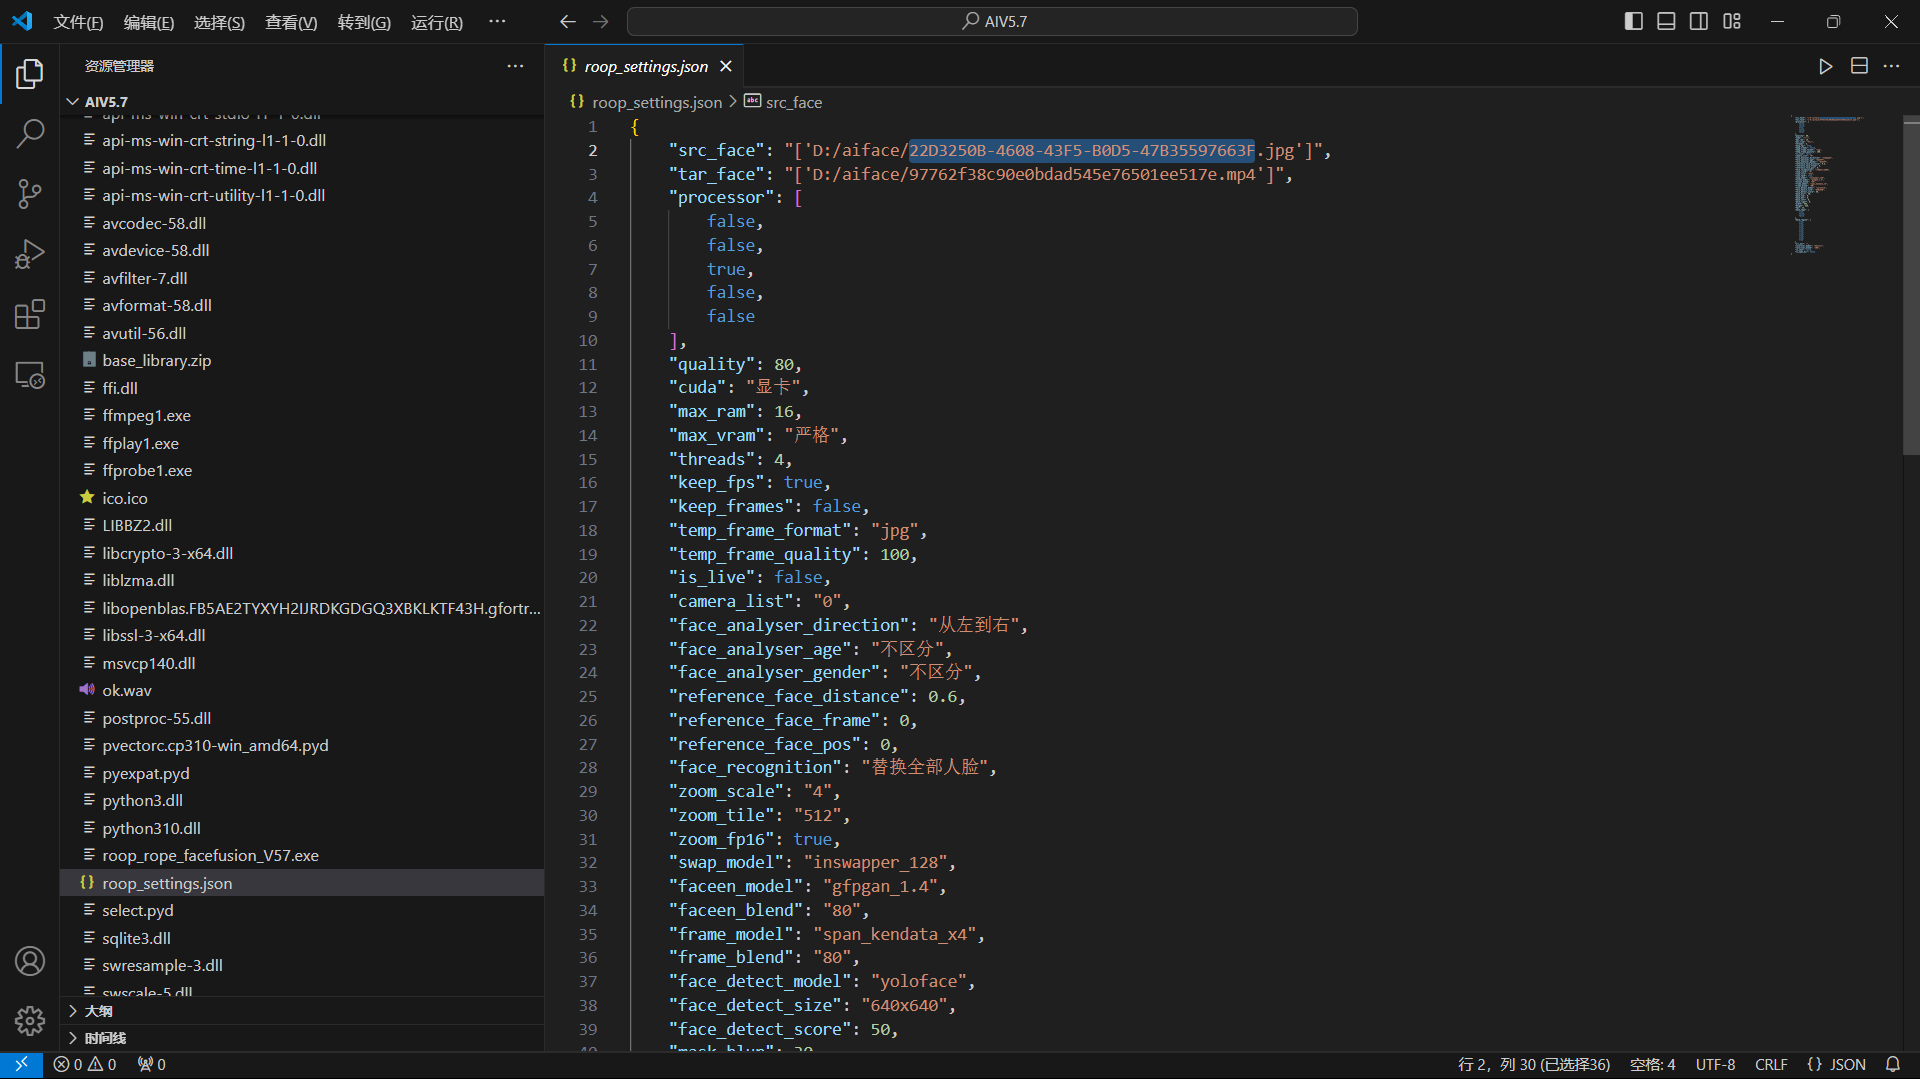 文件(F) 编辑(E) 选择(S) 查看(V) 转到(G) 运行(R) ··· AIV5.7
资源管理器 ···
AIV5.7
api-ms-win-crt-string-l1-1-0.dll
api-ms-win-crt-time-l1-1-0.dll
api-ms-win-crt-utility-l1-1-0.dll
avcodec-58.dll
avdevice-58.dll
avfilter-7.dll
avformat-58.dll
avutil-56.dll
base_library.zip
ffi.dll
ffmpeg1.exe
ffplay1.exe
ffprobe1.exe
ico.ico
LIBBZ2.dll
libcrypto-3-x64.dll
liblzma.dll
libopenblas.FB5AE2TYXYH2IJRDKGDGQ3XBKLKTF43H.gfortr...
libssl-3-x64.dll
msvcp140.dll
ok.wav
postproc-55.dll
pvectorc.cp310-win_amd64.pyd
pyexpat.pyd
python3.dll
python310.dll
roop_rope_facefusion_V57.exe
roop_settings.json
select.pyd
sqlite3.dll
swresample-3.dll
swscale-5.dll
大纲
时间线
{} roop_settings.json
{} roop_settings.json > abc src_face
1 {
2 "src_face": "['D:/aiface/22D3250B-4608-43F5-B0D5-47B35597663F.jpg']",
3 "tar_face": "['D:/aiface/97762f38c90e0bdad545e76501ee517e.mp4']",
4 "processor": [
5 false,
6 false,
7 true,
8 false,
9 false
10 ],
11 "quality": 80,
12 "cuda": "显卡",
13 "max_ram": 16,
14 "max_vram": "严格",
15 "threads": 4,
16 "keep_fps": true,
17 "keep_frames": false,
18 "temp_frame_format": "jpg",
19 "temp_frame_quality": 100,
20 "is_live": false,
21 "camera_list": "0",
22 "face_analyser_direction": "从左到右",
23 "face_analyser_age": "不区分",
24 "face_analyser_gender": "不区分",
25 "reference_face_distance": 0.6,
26 "reference_face_frame": 0,
27 "reference_face_pos": 0,
28 "face_recognition": "替换全部人脸",
29 "zoom_scale": "4",
30 "zoom_tile": "512",
31 "zoom_fp16": true,
32 "swap_model": "inswapper_128",
33 "faceen_model": "gfpgan_1.4",
34 "faceen_blend": "80",
35 "frame_model": "span_kendata_x4",
36 "frame_blend": "80",
37 "face_detect_model": "yoloface",
38 "face_detect_size": "640x640",
39 "face_detect_score": 50,
0 0 0 行 2，列 30 (已选择36) 空格: 4 UTF-8 CRLF {} JSON